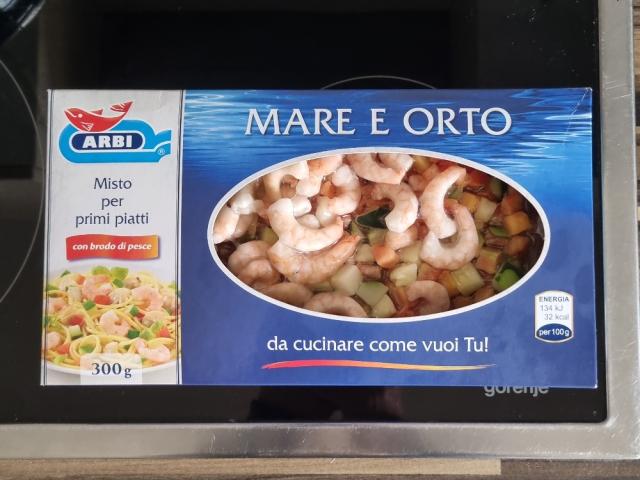 ARBI
®
Misto
per
primi piatti
con brodo di pesce
300g
MARE E ORTO
da cucinare come vuoi Tu!
ENERGIA
134 kJ
32 kcal
per 100g
gorenje